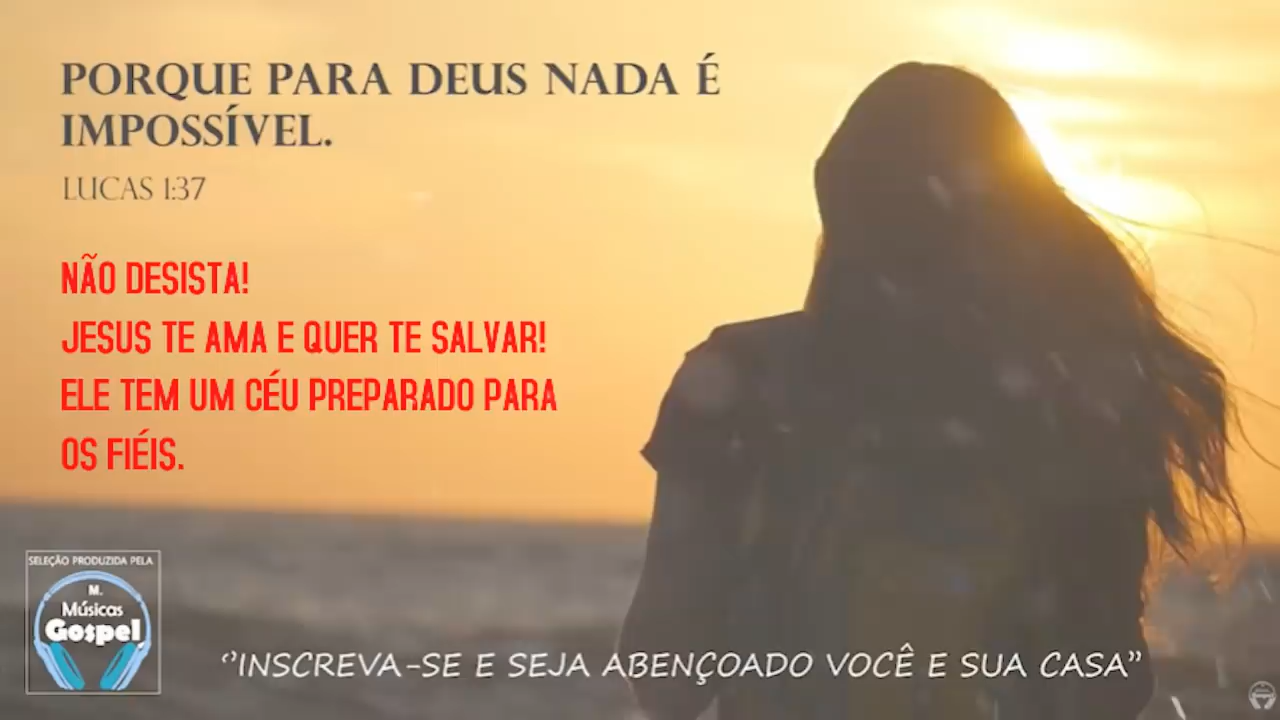 PORQUE PARA DEUS NADA É
IMPOSSÍVEL.
LUCAS 1:37
NÃO DESISTA!
JESUS TE AMA E QUER TE SALVAR!
ELE TEM UM CÉU PREPARADO PARA
OS FIÉIS.
SELEÇÃO PRODUZIDA PELA
M.
Músicas
Gospel
“INSCREVA-SE E SEJA ABENÇOADO VOCÊ E SUA CASA”